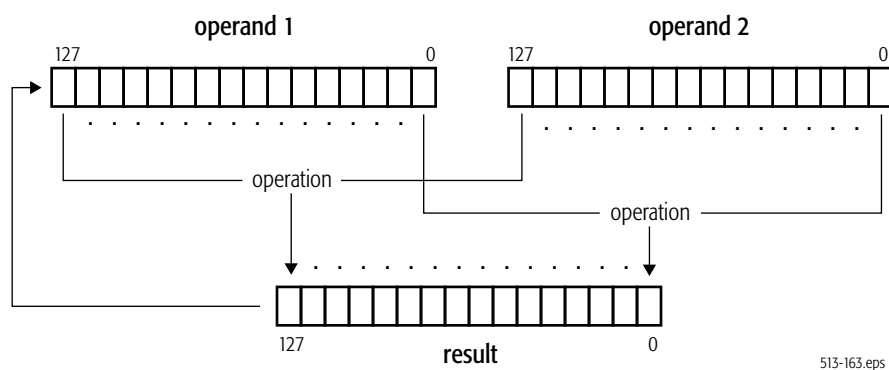 operand 1 operand 2
127 0 127 0
operation
operation
127 0
result
513-163.eps